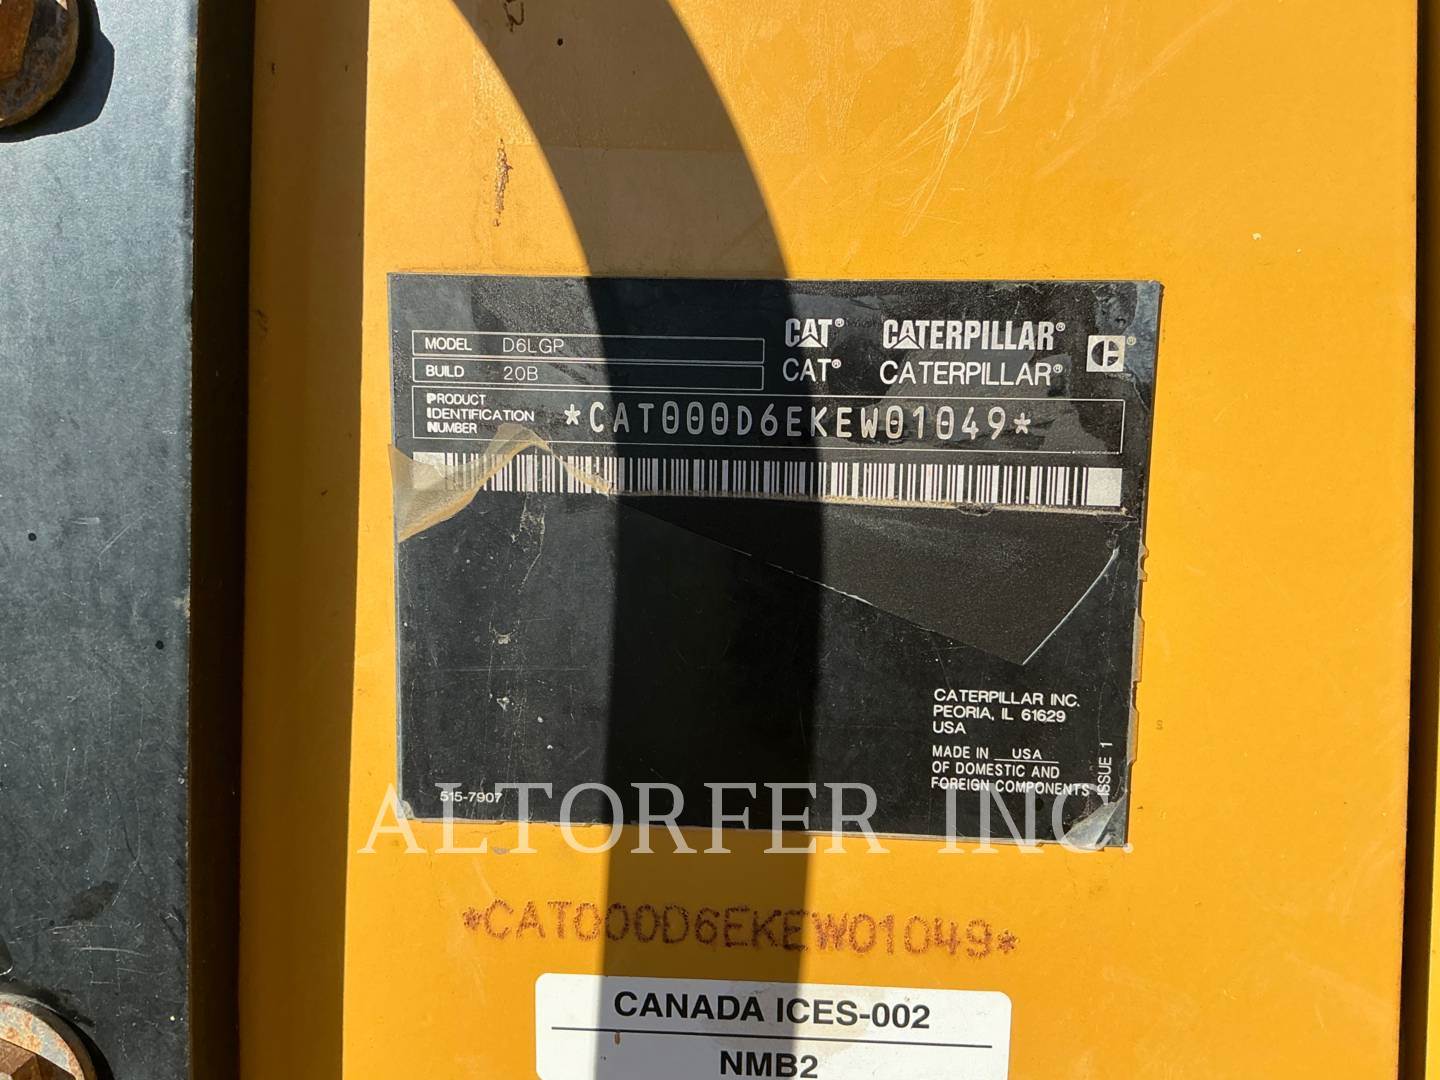 MODEL D6LGP
BUILD 20B
CAT® CATERPILLAR® ®
CAT® CATERPILLAR®
PRODUCT
IDENTIFICATION
NUMBER
*CAT000D6EKEW01049*
CATERPILLAR INC.
PEORIA, IL 61629
USA
MADE IN USA
OF DOMESTIC AND
FOREIGN COMPONENTS
ISSUE 1
515-7907
ALTORFER INC.
*CAT000D6EKEW01049*
CANADA ICES-002
NMB2